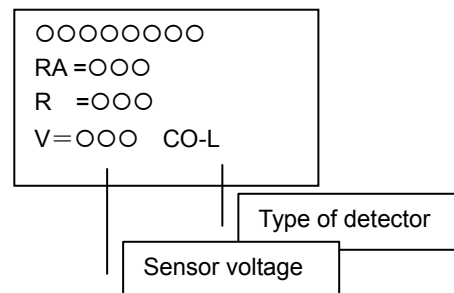 ○○○○○○○○
RA =○○○
R =○○○
V＝○○○ CO-L
Type of detector
Sensor voltage